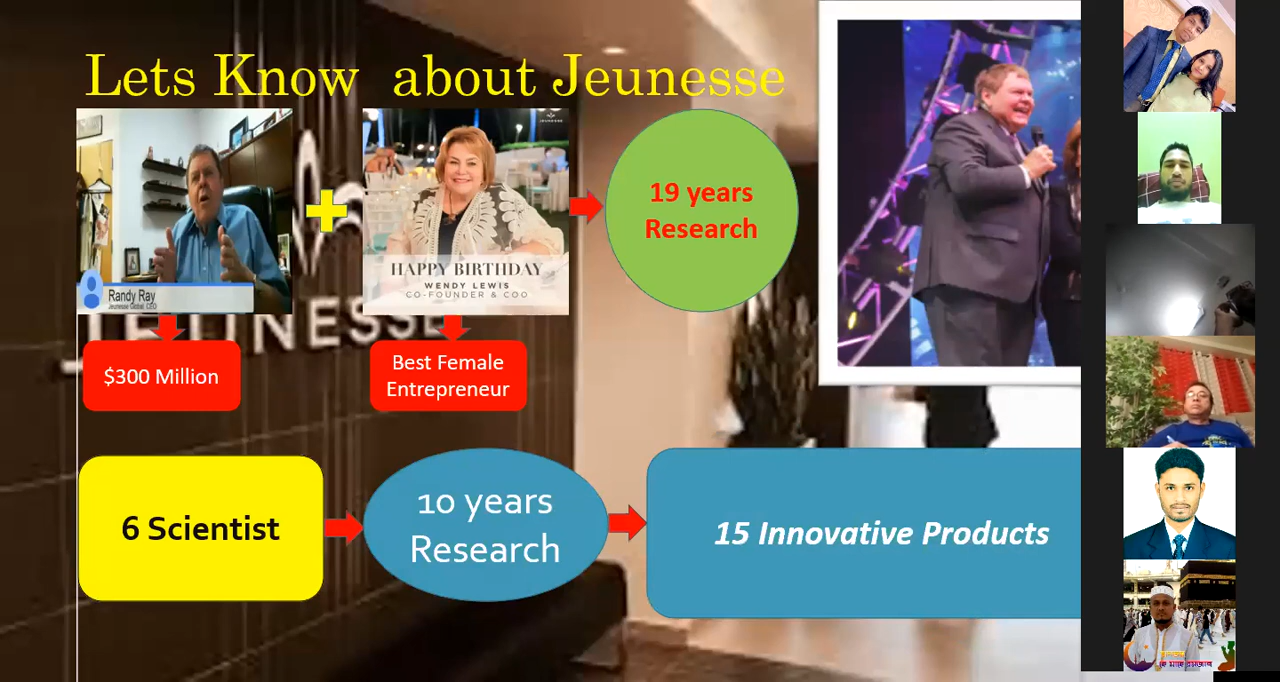 Lets Know about Jeunesse
Randy Ray
Jeunesse Global, CEO
JEUNESSE
HAPPY BIRTHDAY
WENDY LEWIS
CO-FOUNDER & COO
19 years
Research
JEUNESSE
$300 Million
Best Female
Entrepreneur
6 Scientist
10 years
Research
15 Innovative Products